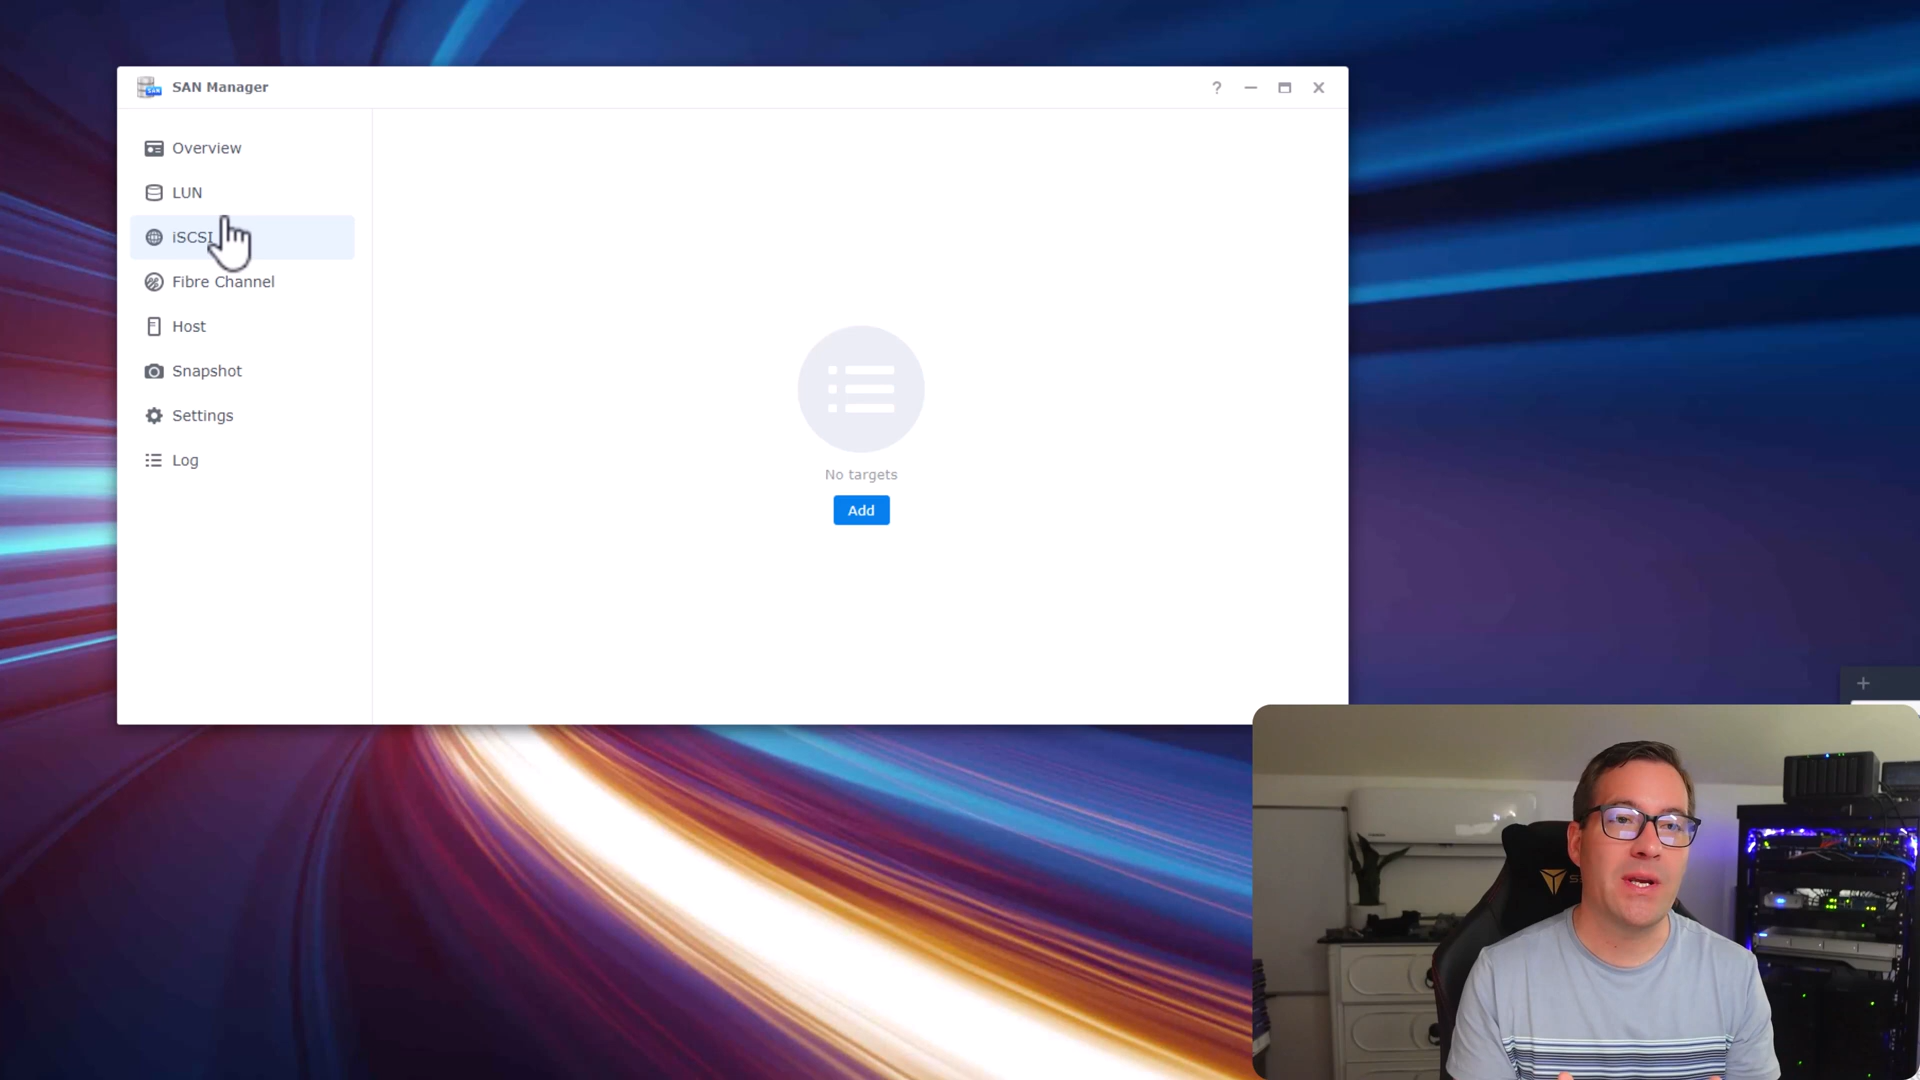 SAN Manager
?
Overview
LUN
iSCSI
Fibre Channel
Host
Snapshot
Settings
Log
No targets
Add